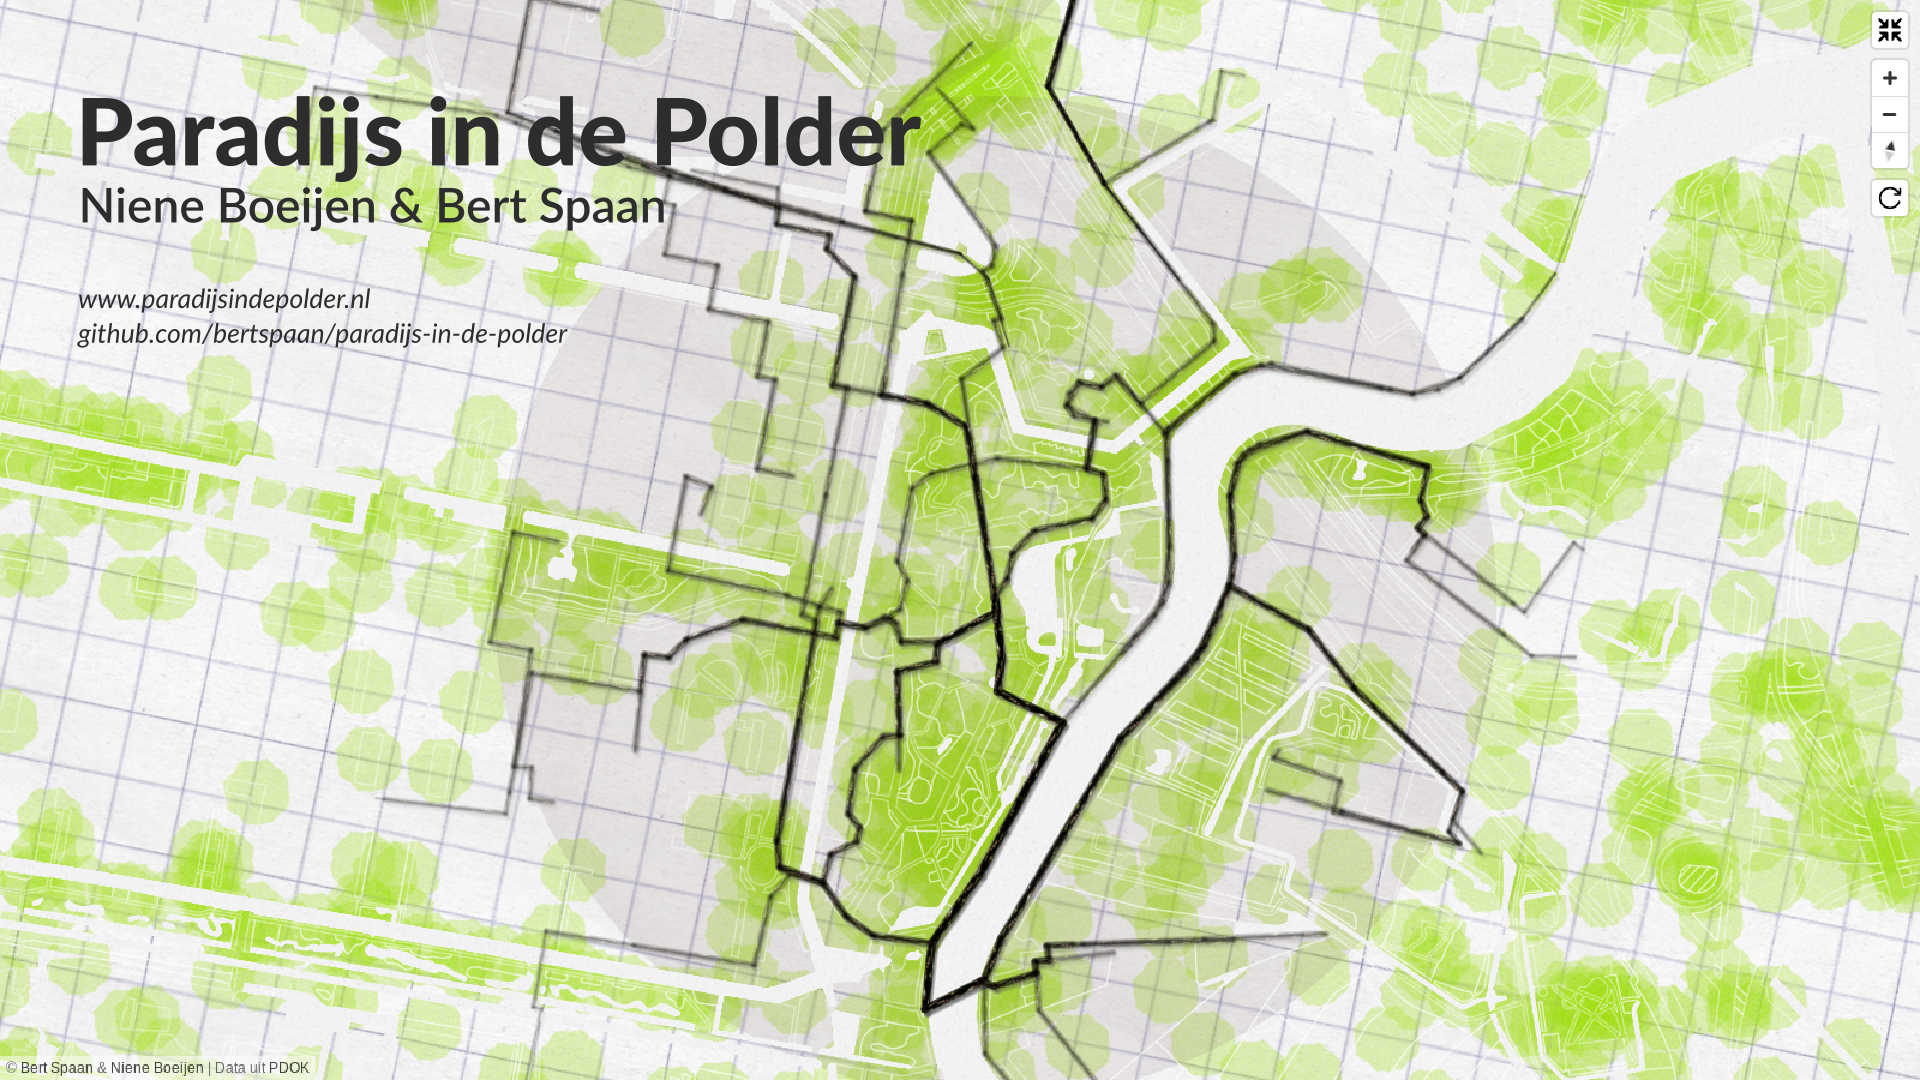 Paradijs in de Polder
Niene Boeijen & Bert Spaan
www.paradijsindepolder.nl
github.com/bertspaan/paradijs-in-de-polder
© Bert Spaan & Niene Boeijen | Data uit PDOK